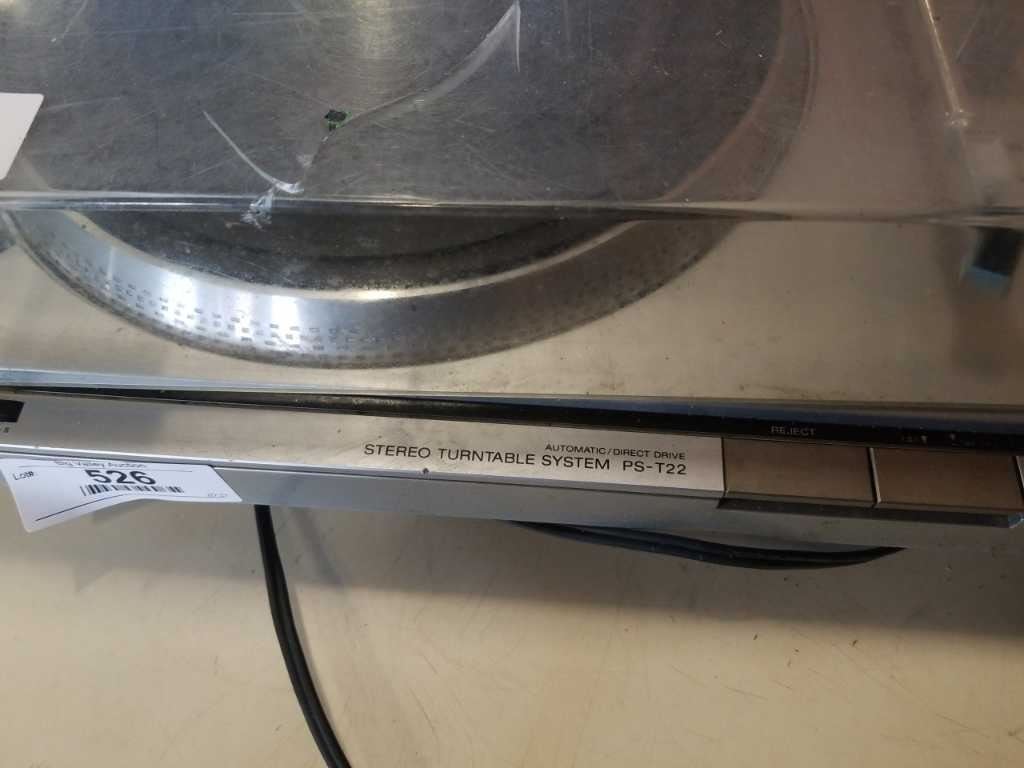 REJECT
AUTOMATIC/DIRECT DRIVE
STEREO TURNTABLE SYSTEM PS-T22
Big Valley Auction
Lot#
526